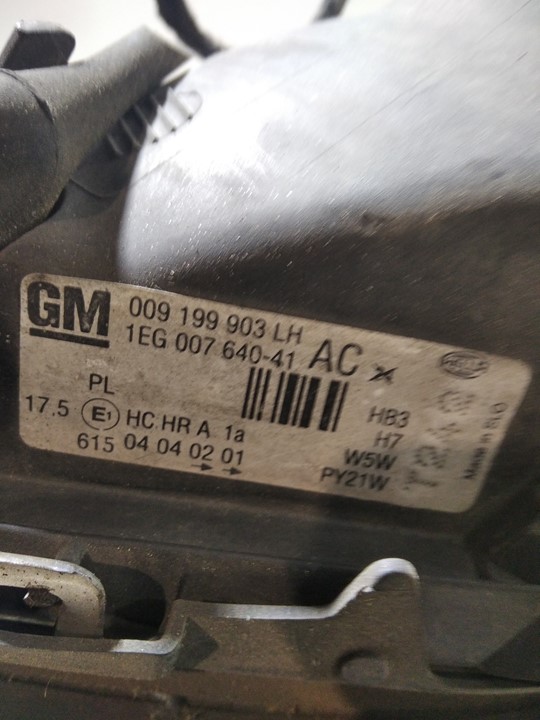 GM
009 199 903 LH
1EG 007 640-41 AC
PL
17.5 E1 HC HR A 1a
615 04 04 02 01
→ →
HB3
H7
W5W
PY21W
HELLA
Made in